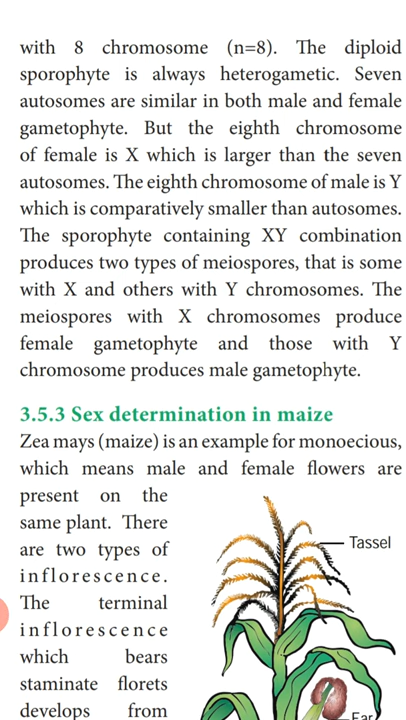 with 8 chromosome (n=8). The diploid
sporophyte is always heterogametic. Seven
autosomes are similar in both male and female
gametophyte. But the eighth chromosome
of female is X which is larger than the seven
autosomes. The eighth chromosome of male is Y
which is comparatively smaller than autosomes.
The sporophyte containing XY combination
produces two types of meiospores, that is some
with X and others with Y chromosomes. The
meiospores with X chromosomes produce
female gametophyte and those with Y
chromosome produces male gametophyte.
3.5.3 Sex determination in maize
Zea mays (maize) is an example for monoecious,
which means male and female flowers are
present on the
same plant. There
are two types of
inflorescence.
The terminal
inflorescence
which bears
staminate florets
develops from
Tassel
Ear